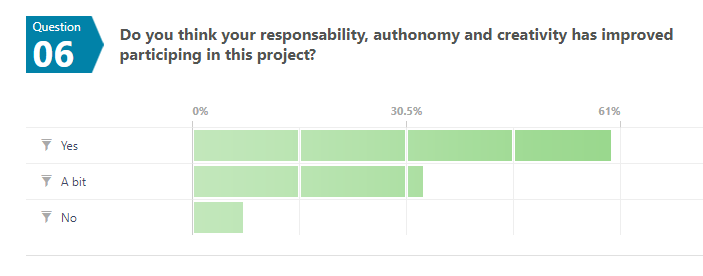 Question
06
Do you think your responsability, authonomy and creativity has improved
participing in this project?
0% 30.5% 61%
Yes
A bit
No